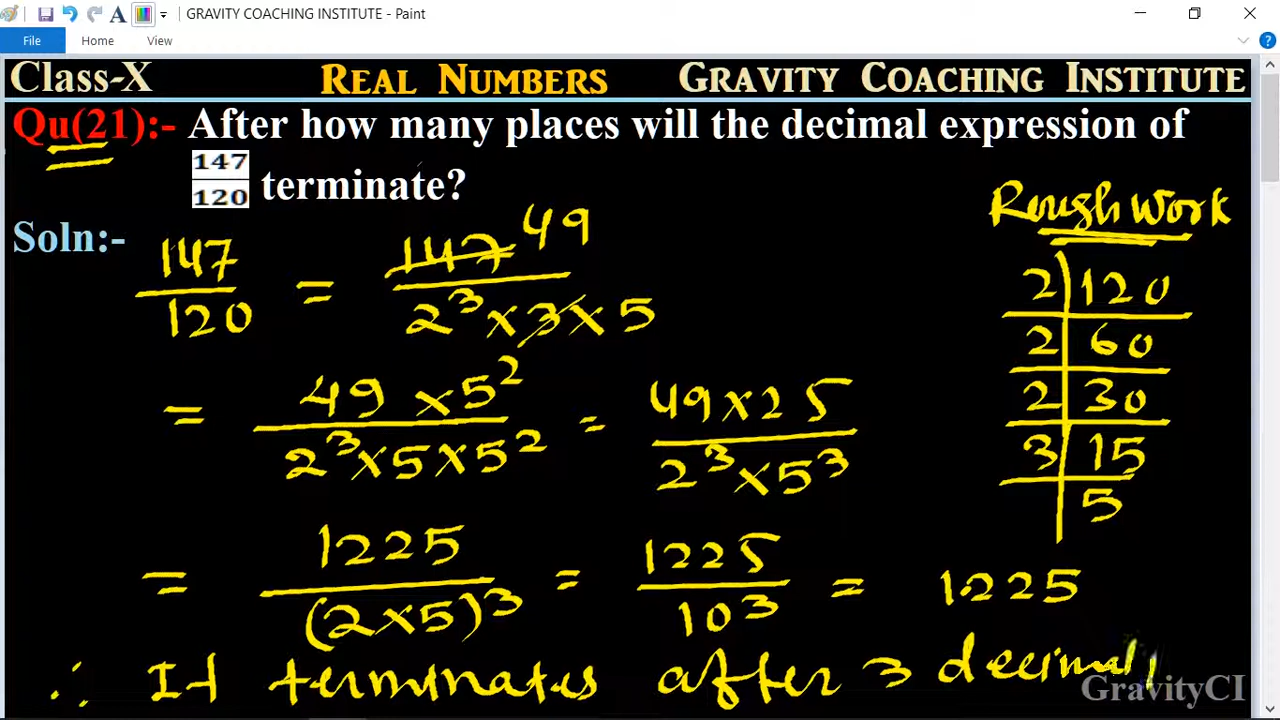 GRAVITY COACHING INSTITUTE - Paint
File Home View
Class-X REAL NUMBERS GRAVITY COACHING INSTITUTE
Qu(21):- After how many places will the decimal expression of
147/120 terminate?
Rough Work
Soln:- 147/120 = 147/2³×3×5 49
= 49×5²/2³×5×5² = 49×25/2³×5³
= 1225/(2×5)³ = 1225/10³ = 1.225
2 | 120
2 | 60
2 | 30
3 | 15
5
∴ It terminates after 3 decimal
GravityCI